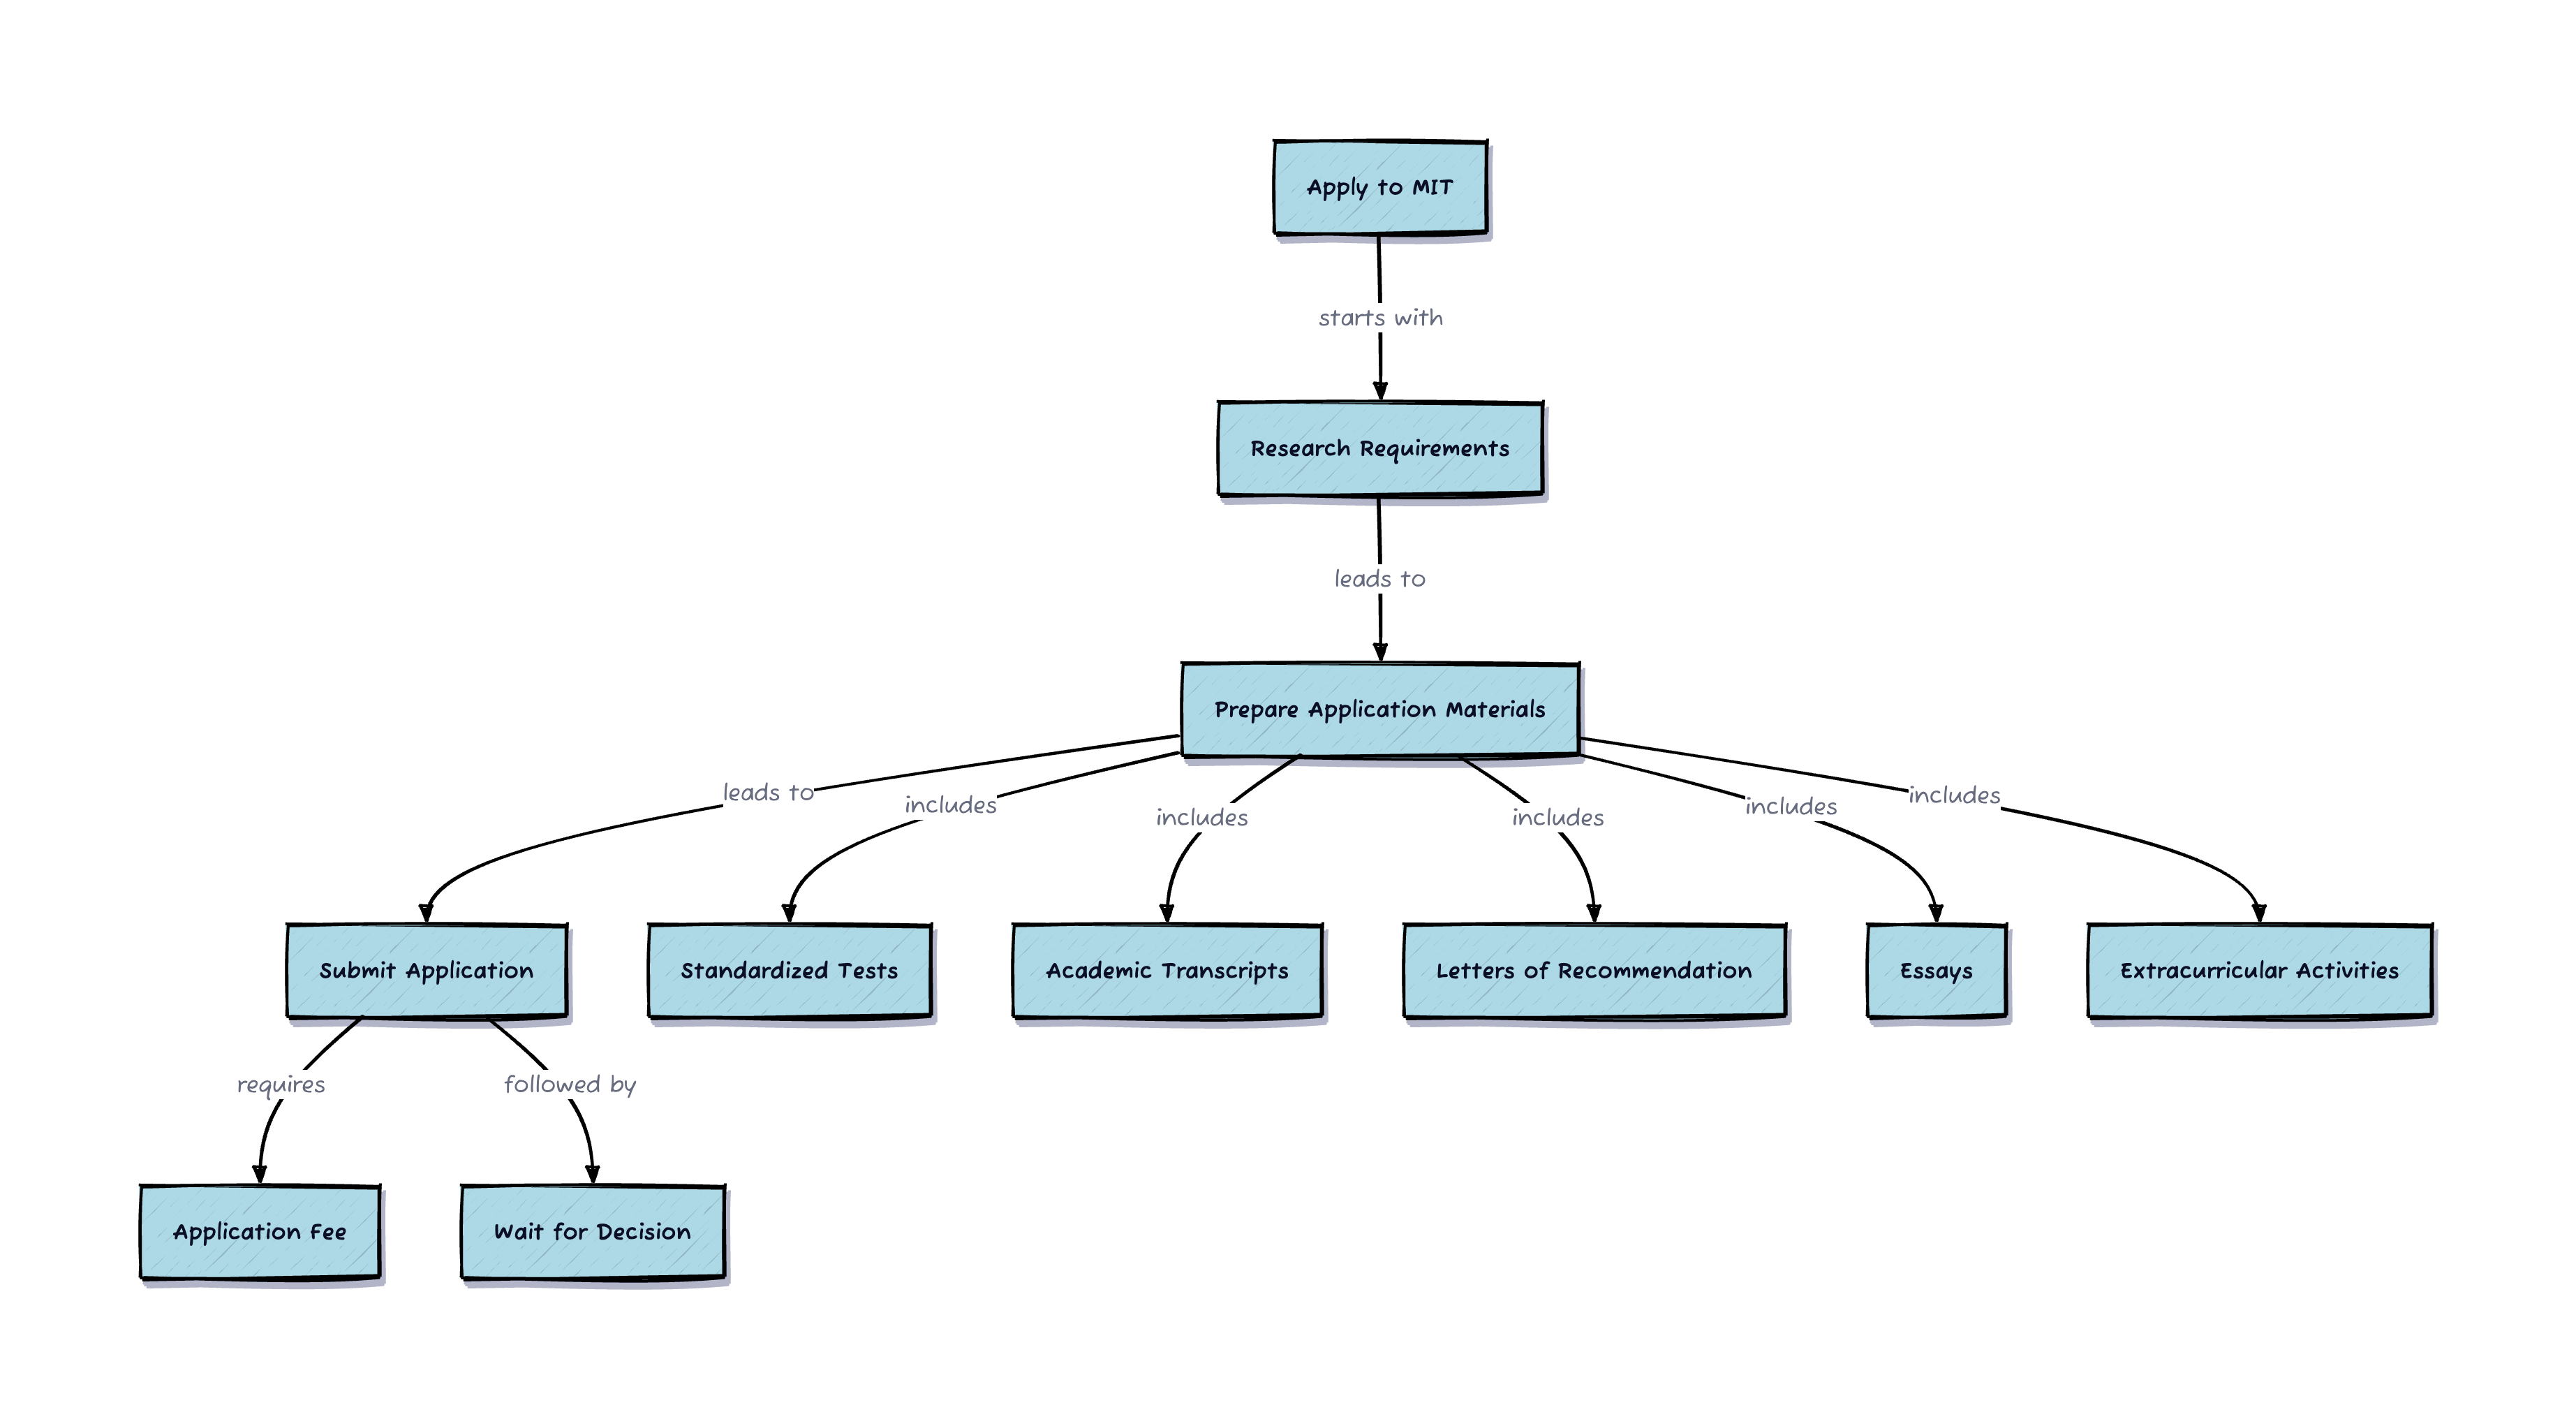 Apply to MIT
starts with
Research Requirements
leads to
Prepare Application Materials
leads to
includes
includes
includes
includes
includes
Submit Application
Standardized Tests
Academic Transcripts
Letters of Recommendation
Essays
Extracurricular Activities
requires
followed by
Application Fee
Wait for Decision